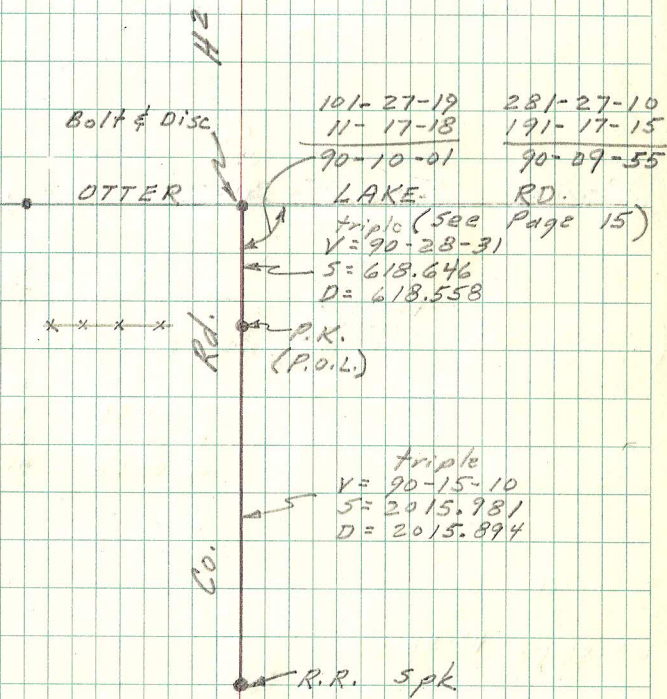 H2
101-27-19 281-27-10
Bolt & Disc 11-17-18 191-17-15
90-10-01 90-09-55
OTTER LAKE RD.
triple (See Page 15)
V = 90-28-31
S = 618.646
D = 618.558
Rd.
P.K.
(P.O.L.)
triple
V = 90-15-10
S = 2015.981
D = 2015.894
Co.
R.R. Spk